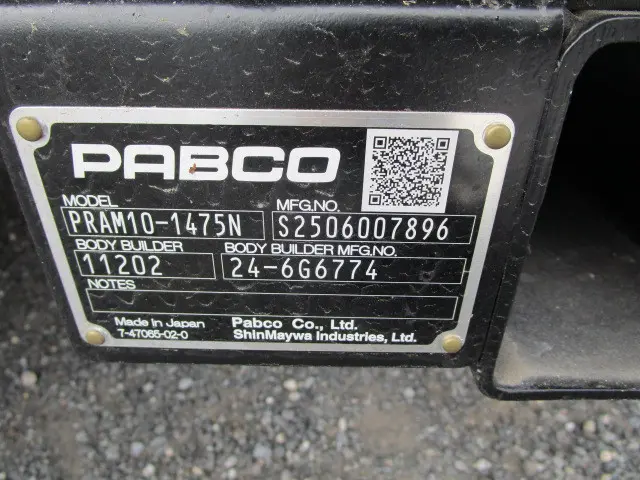 PABCO
MODEL MFG.NO.
PRAM10-1475N S2506007896
BODY BUILDER BODY BUILDER MFG.NO.
11202 24-6G6774
NOTES
Made in Japan Pabco Co., Ltd.
7-47065-02-0 ShinMaywa Industries, Ltd.